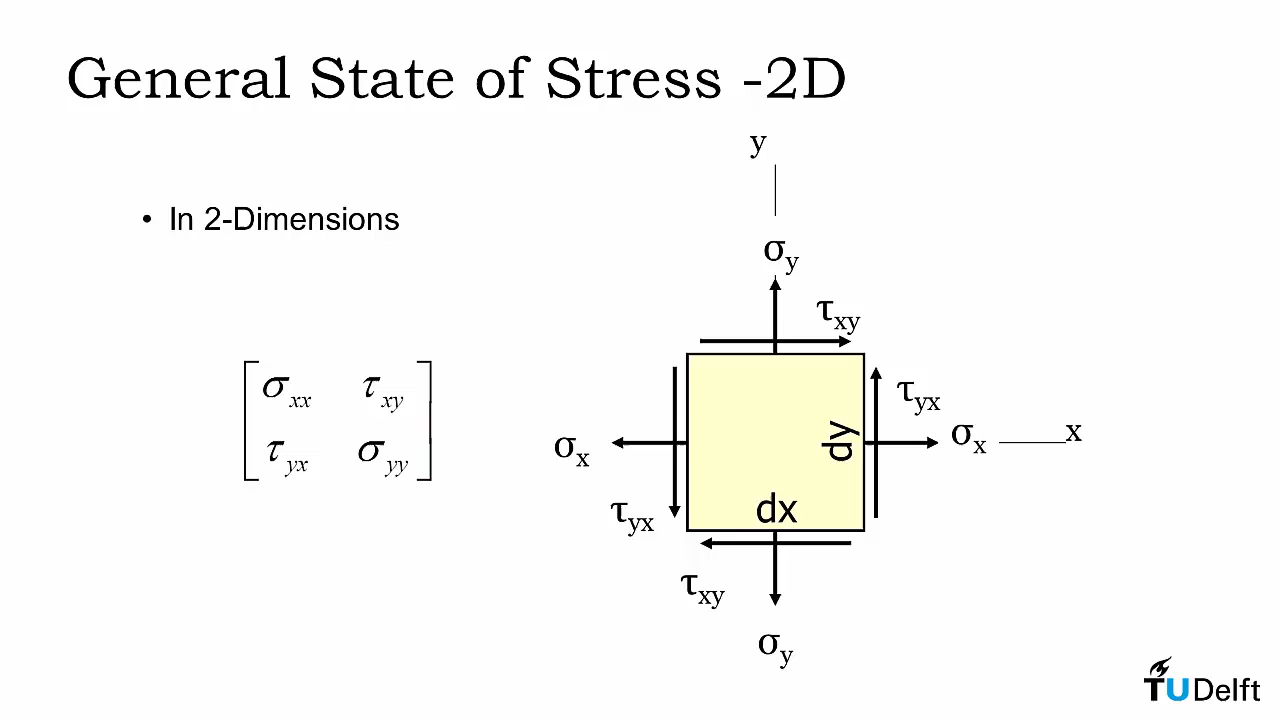 General State of Stress -2D
y
• In 2-Dimensions
σy
τxy
σxx τxy
τyx σyy
τyx
σx
σx
x
dy
dx
τyx
τxy
σy
TUDelft